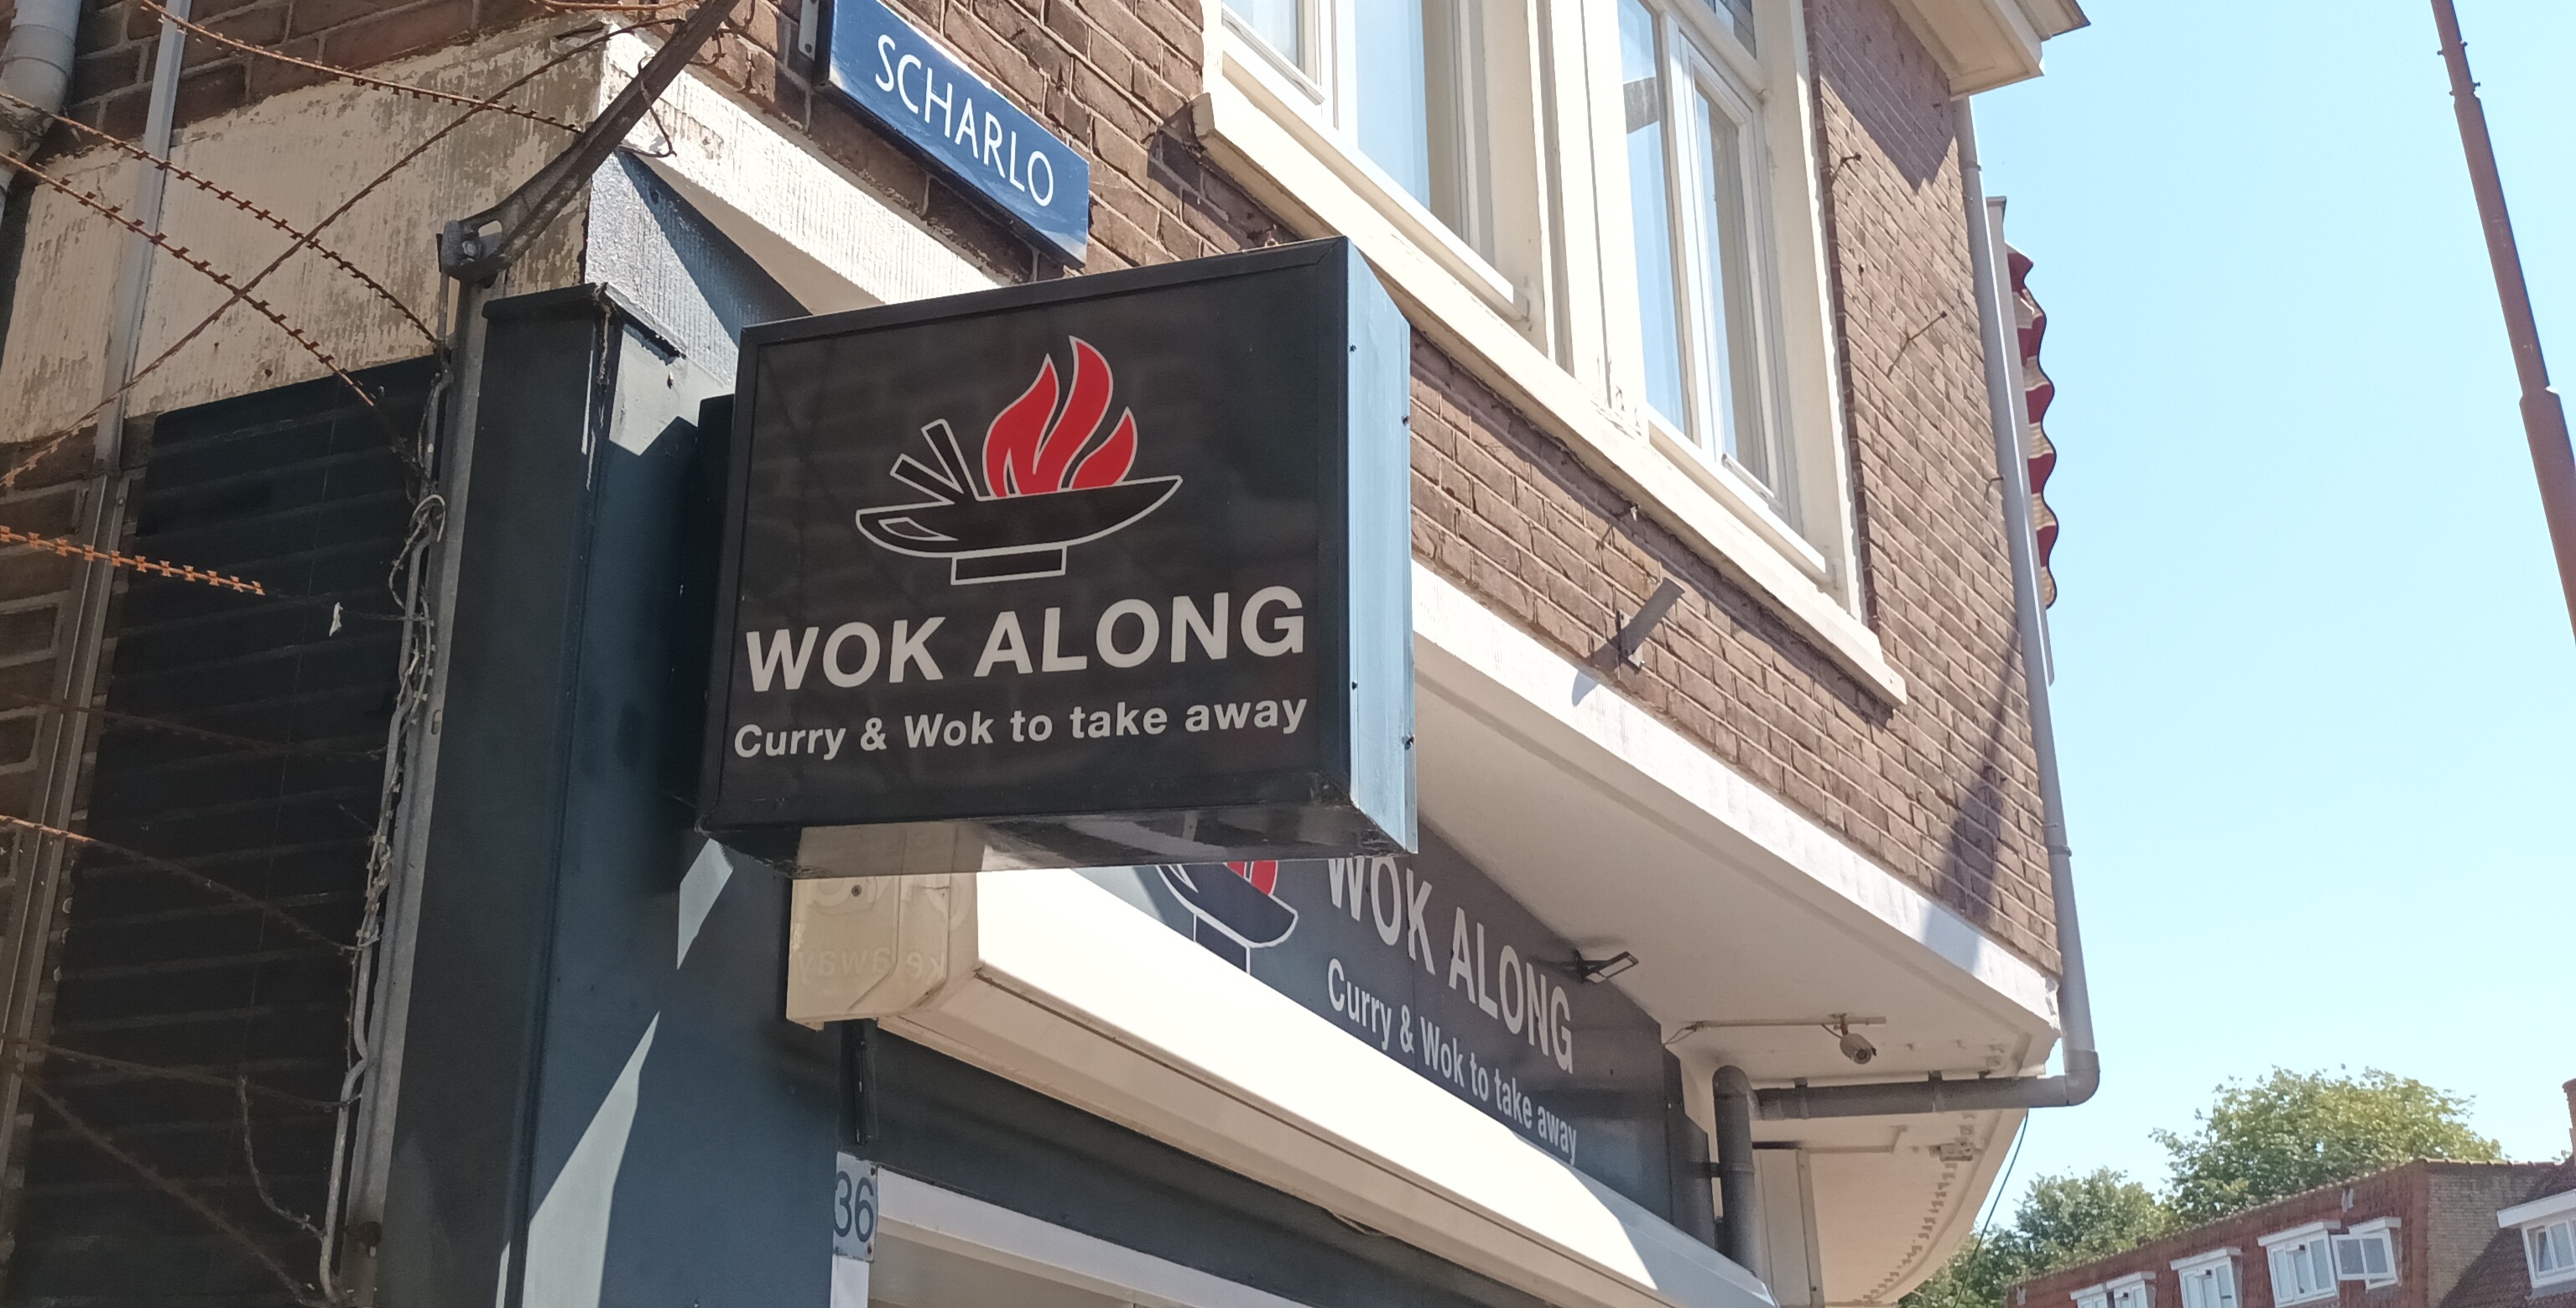 SCHARLO
WOK ALONG
Curry & Wok to take away
WOK ALONG
Curry & Wok to take away
36